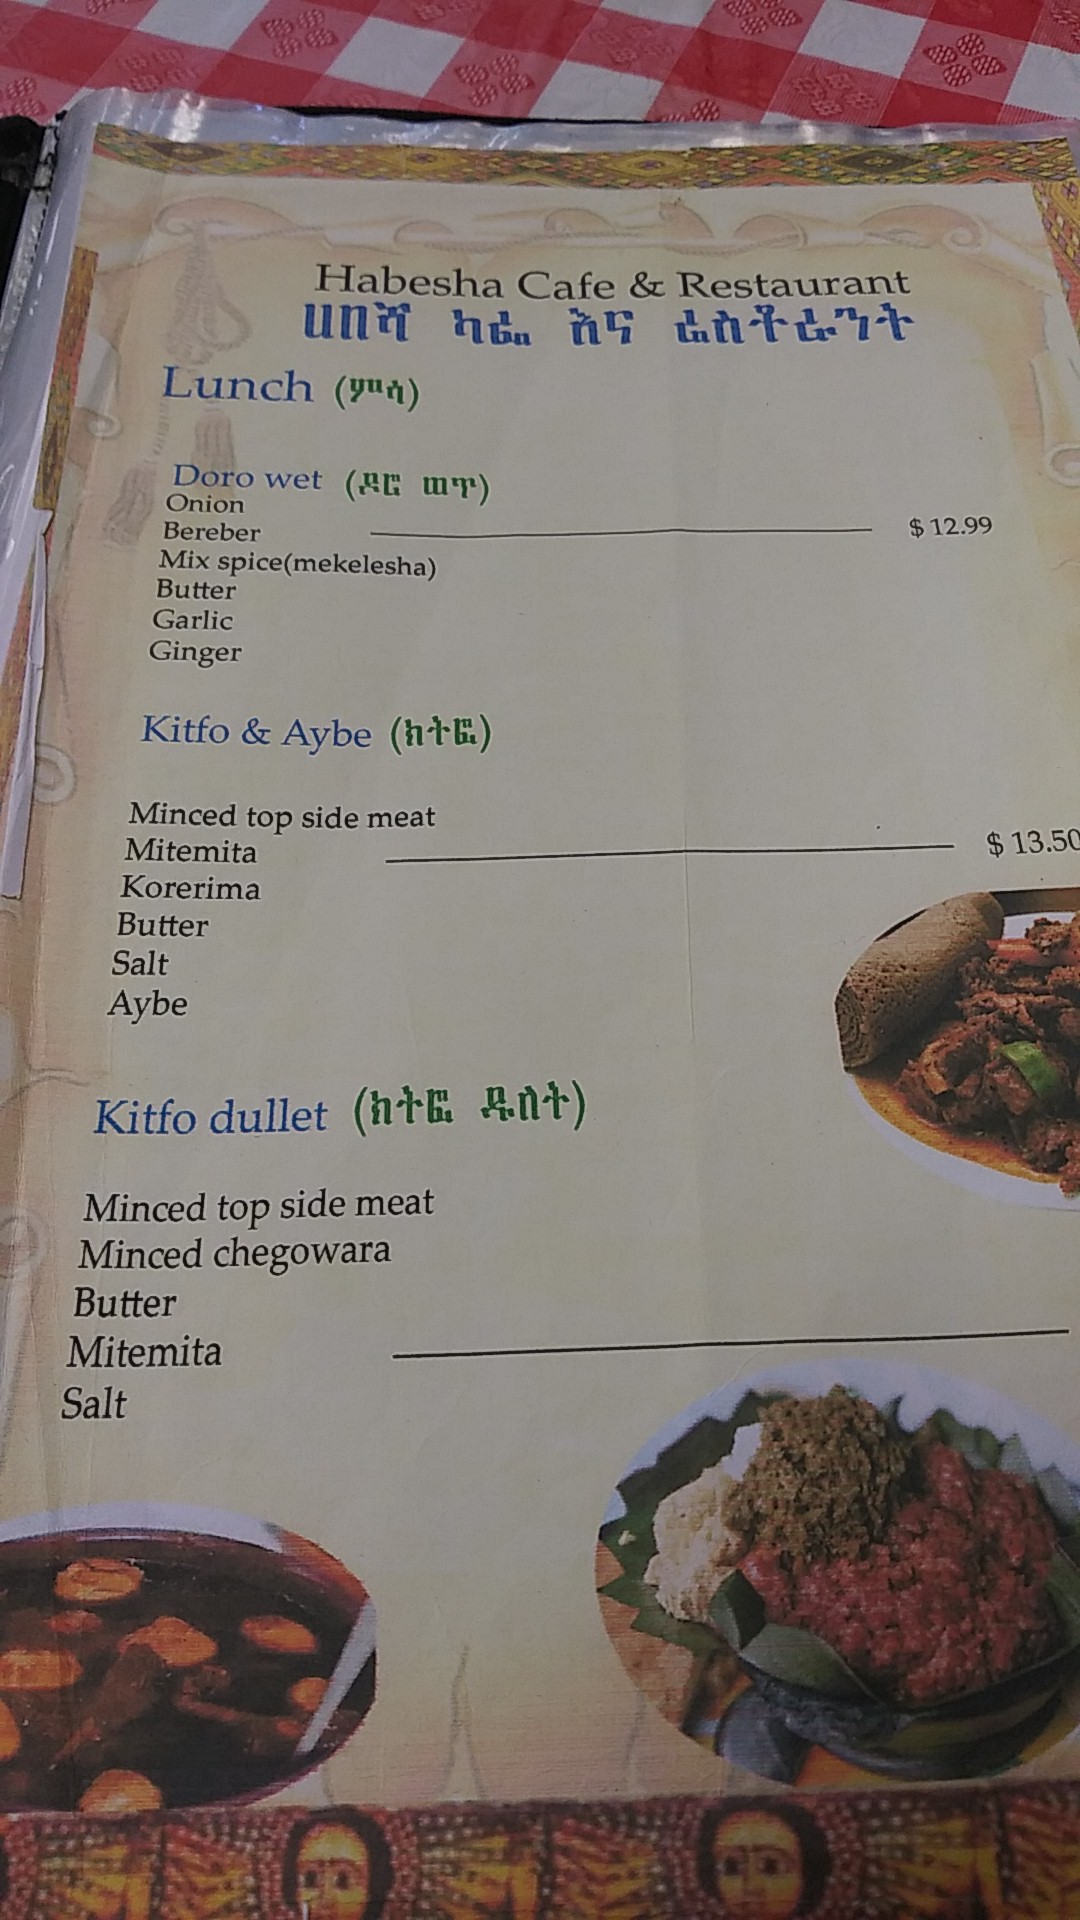 Habesha Cafe & Restaurant
ሀበሻ ካፌ እና ሬስቶራንት
Lunch (ምሳ)
Doro wet (ዶሮ ወጥ)
Onion
Bereber $ 12.99
Mix spice(mekelesha)
Butter
Garlic
Ginger
Kitfo & Aybe (ክትፎ)
Minced top side meat
Mitemita $ 13.50
Korerima
Butter
Salt
Aybe
Kitfo dullet (ክትፎ ዱለት)
Minced top side meat
Minced chegowara
Butter
Mitemita
Salt